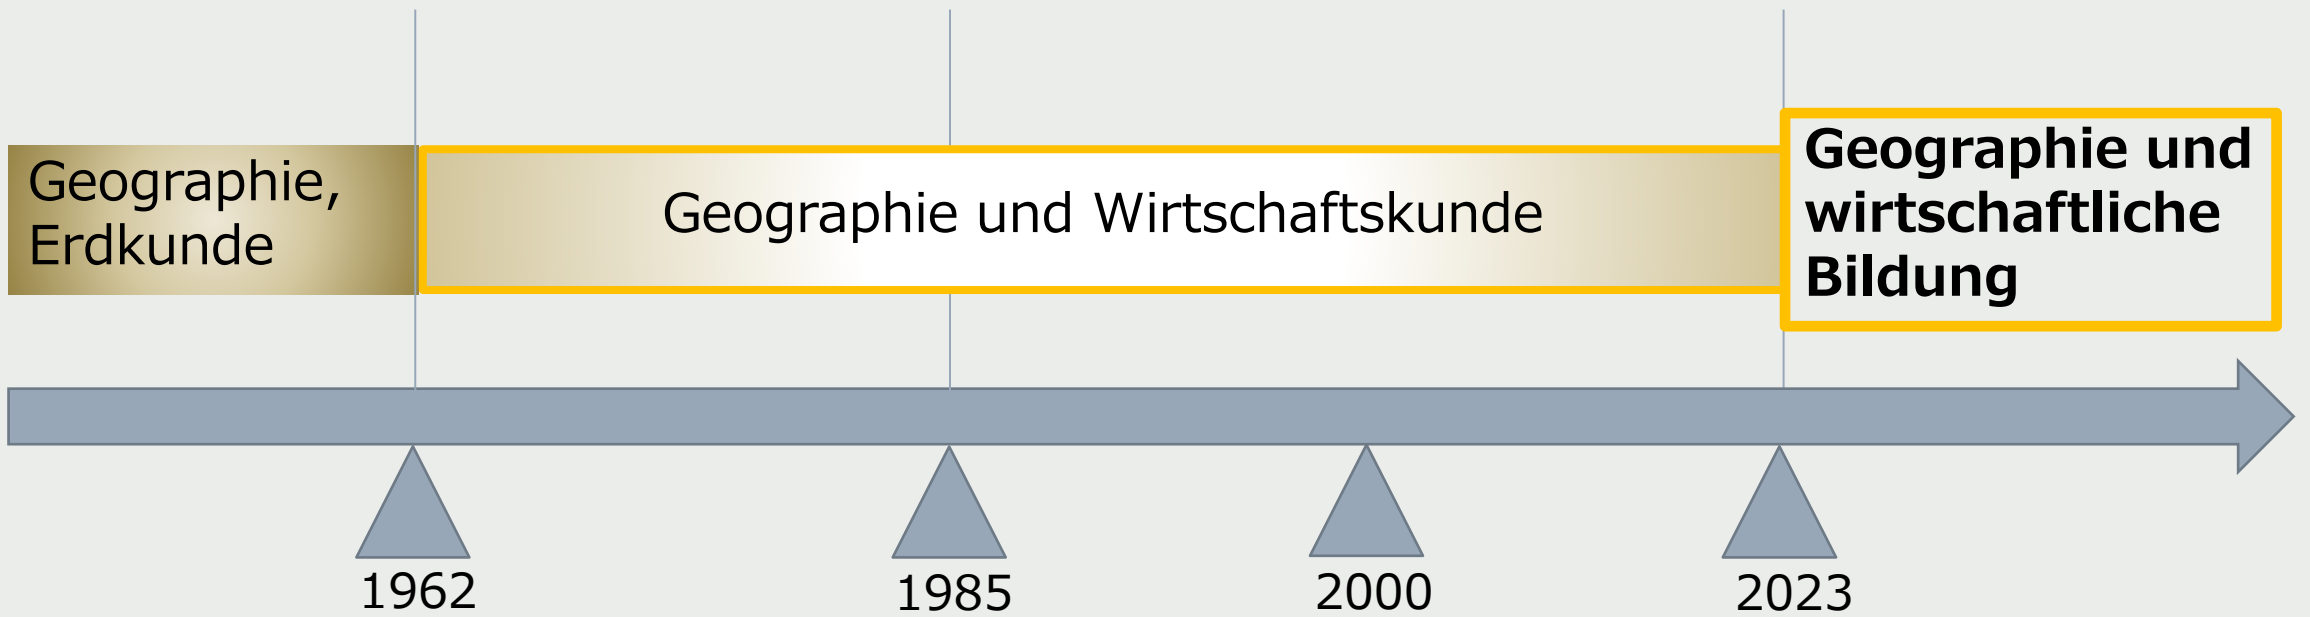 Geographie,
Erdkunde
Geographie und Wirtschaftskunde
Geographie und
wirtschaftliche
Bildung
1962
1985
2000
2023